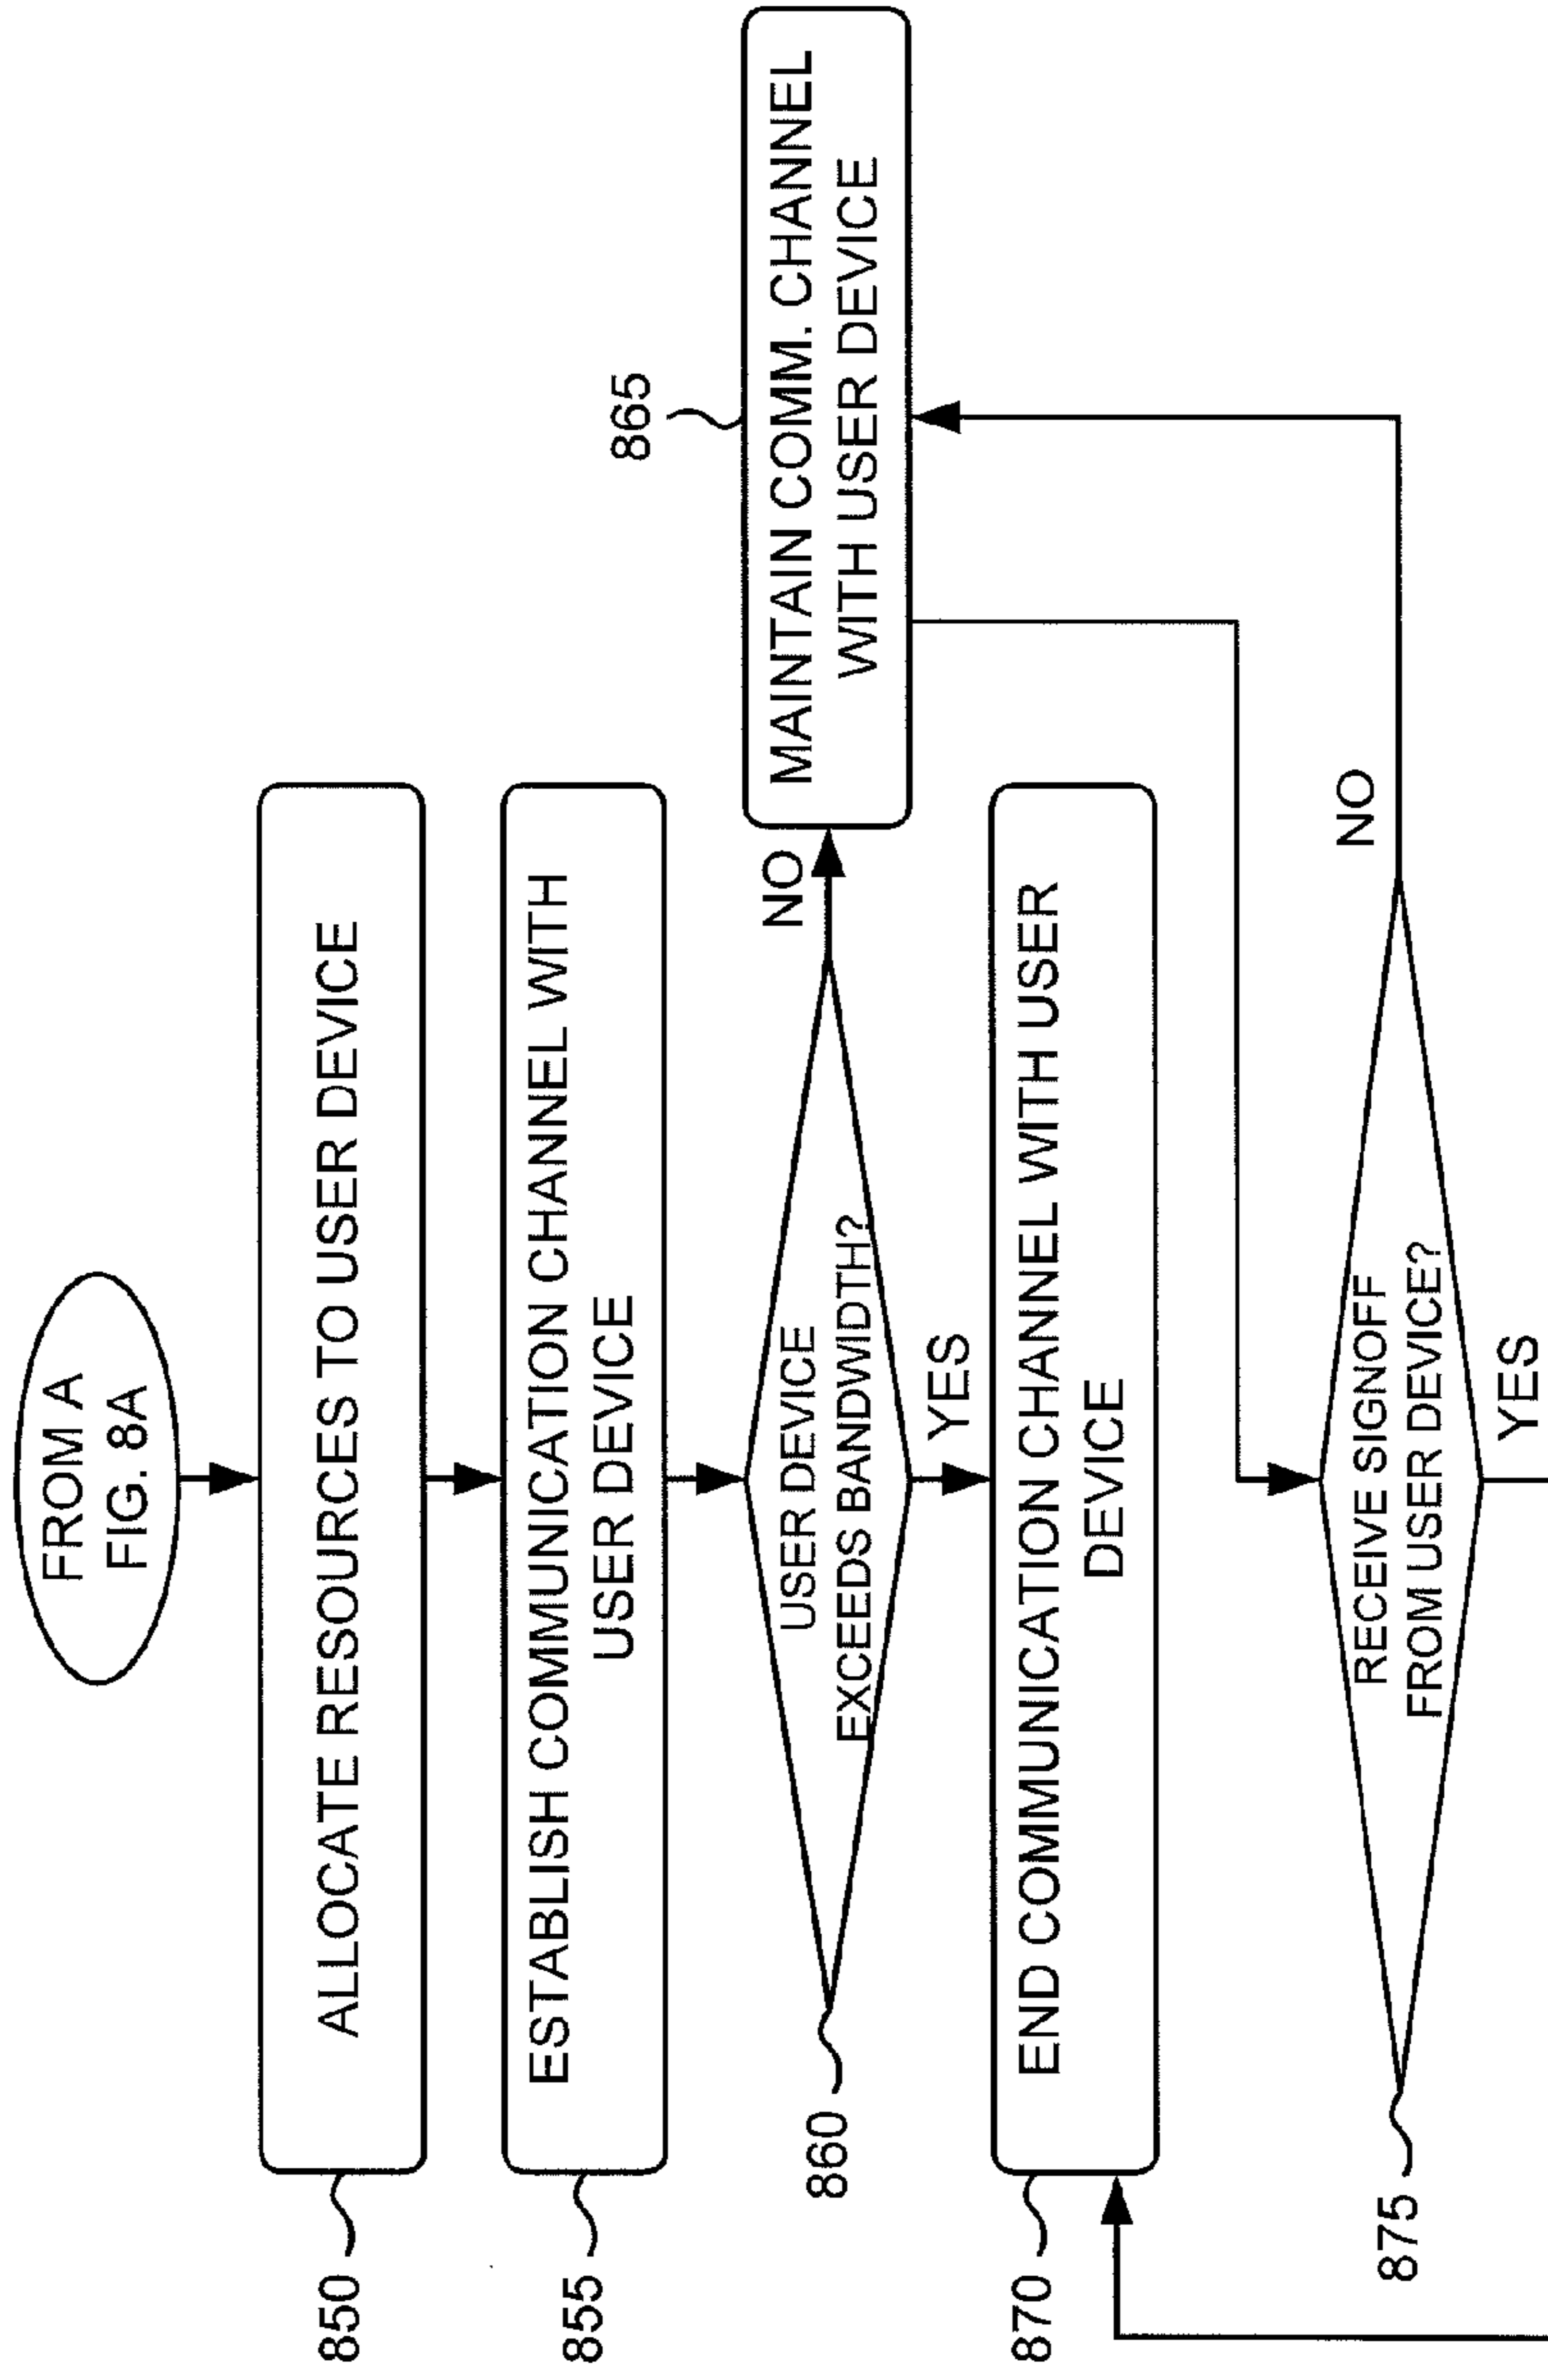 FROM A
FIG. 8A
850
ALLOCATE RESOURCES TO USER DEVICE
855
ESTABLISH COMMUNICATION CHANNEL WITH
USER DEVICE
860
USER DEVICE
EXCEEDS BANDWIDTH?
NO
865
MAINTAIN COMM. CHANNEL
WITH USER DEVICE
YES
870
END COMMUNICATION CHANNEL WITH USER
DEVICE
875
RECEIVE SIGNOFF
FROM USER DEVICE?
NO
YES